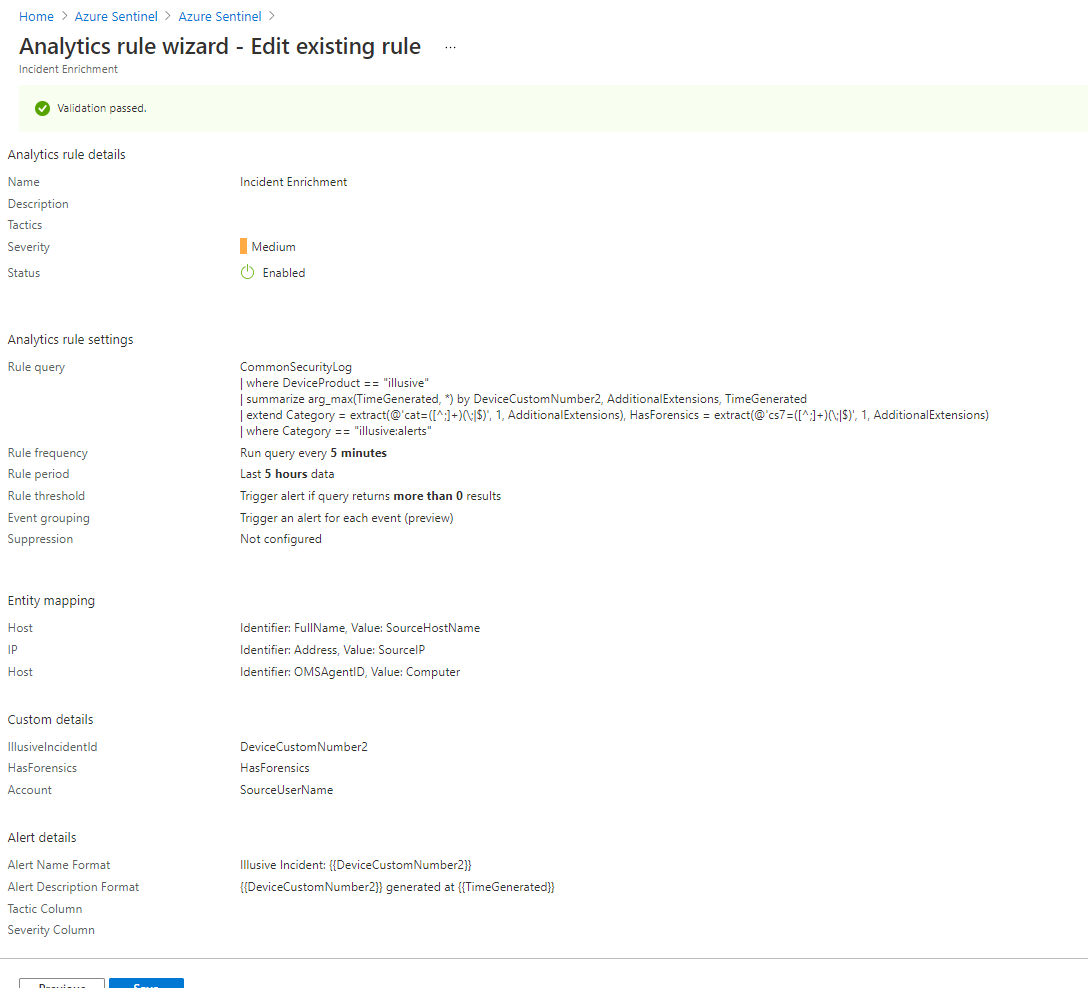 Home > Azure Sentinel > Azure Sentinel >
Analytics rule wizard - Edit existing rule ...
Incident Enrichment
Validation passed.
Analytics rule details
Name Incident Enrichment
Description
Tactics
Severity Medium
Status Enabled
Analytics rule settings
Rule query CommonSecurityLog
| where DeviceProduct == "illusive"
| summarize arg_max(TimeGenerated, *) by DeviceCustomNumber2, AdditionalExtensions, TimeGenerated
| extend Category = extract(@'cat=([^;]+)(\;|$)', 1, AdditionalExtensions), HasForensics = extract(@'cs7=([^;]+)(\;|$)', 1, AdditionalExtensions)
| where Category == "illusive:alerts"
Rule frequency Run query every 5 minutes
Rule period Last 5 hours data
Rule threshold Trigger alert if query returns more than 0 results
Event grouping Trigger an alert for each event (preview)
Suppression Not configured
Entity mapping
Host Identifier: FullName, Value: SourceHostName
IP Identifier: Address, Value: SourceIP
Host Identifier: OMSAgentID, Value: Computer
Custom details
IllusiveIncidentId DeviceCustomNumber2
HasForensics HasForensics
Account SourceUserName
Alert details
Alert Name Format Illusive Incident: {{DeviceCustomNumber2}}
Alert Description Format {{DeviceCustomNumber2}} generated at {{TimeGenerated}}
Tactic Column
Severity Column
Previous Save